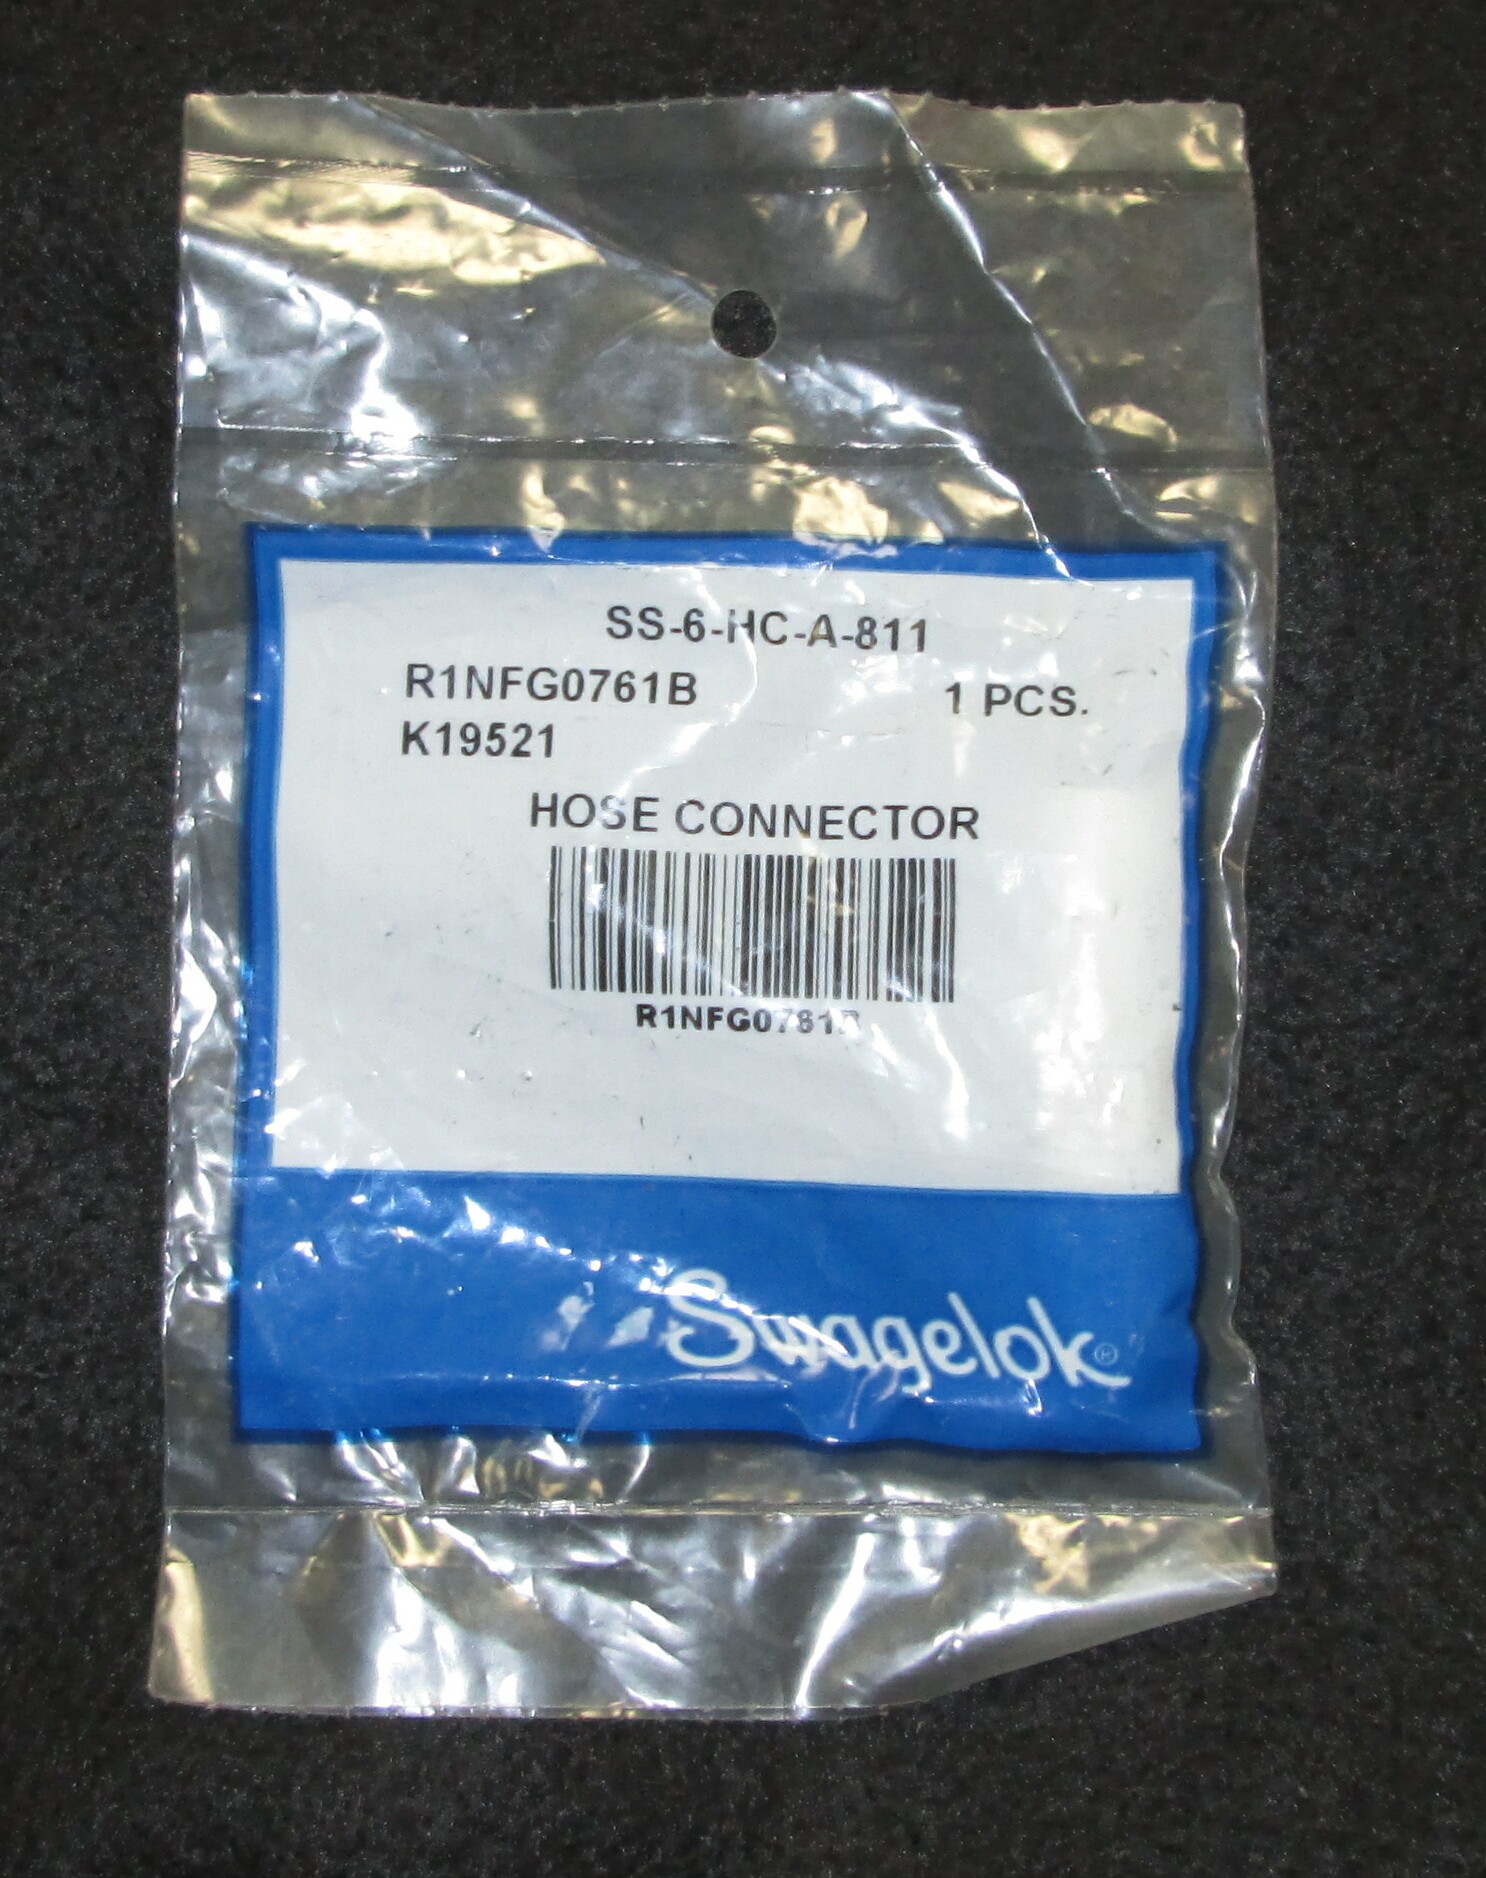 SS-6-HC-A-811
R1NFG0761B 1 PCS.
K19521
HOSE CONNECTOR
Swagelok®